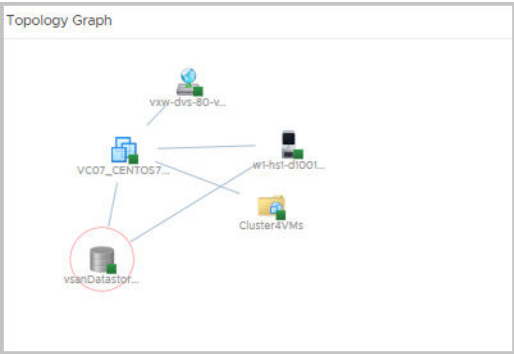 Topology Graph
vxw-dvs-80-v...
VC07_CENTOS7...
w1-hs1-d1001...
Cluster4VMs
vsanDatastor...